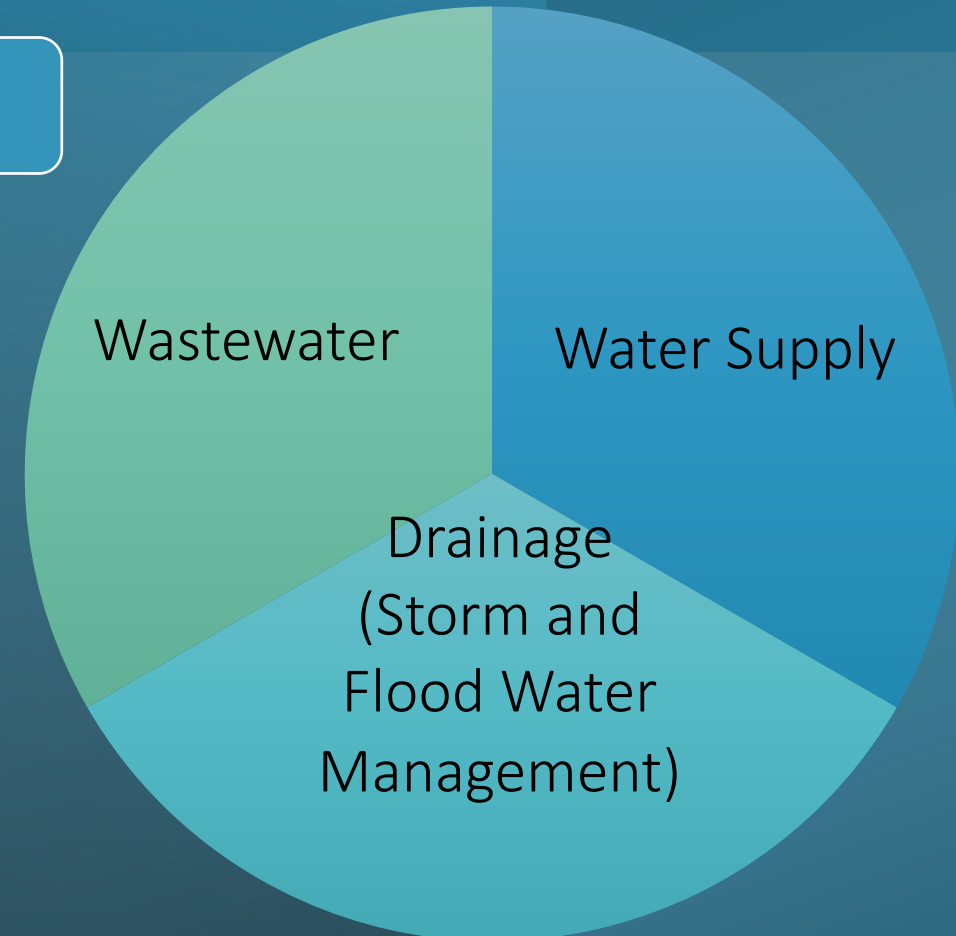 Wastewater
Water Supply
Drainage
(Storm and
Flood Water
Management)